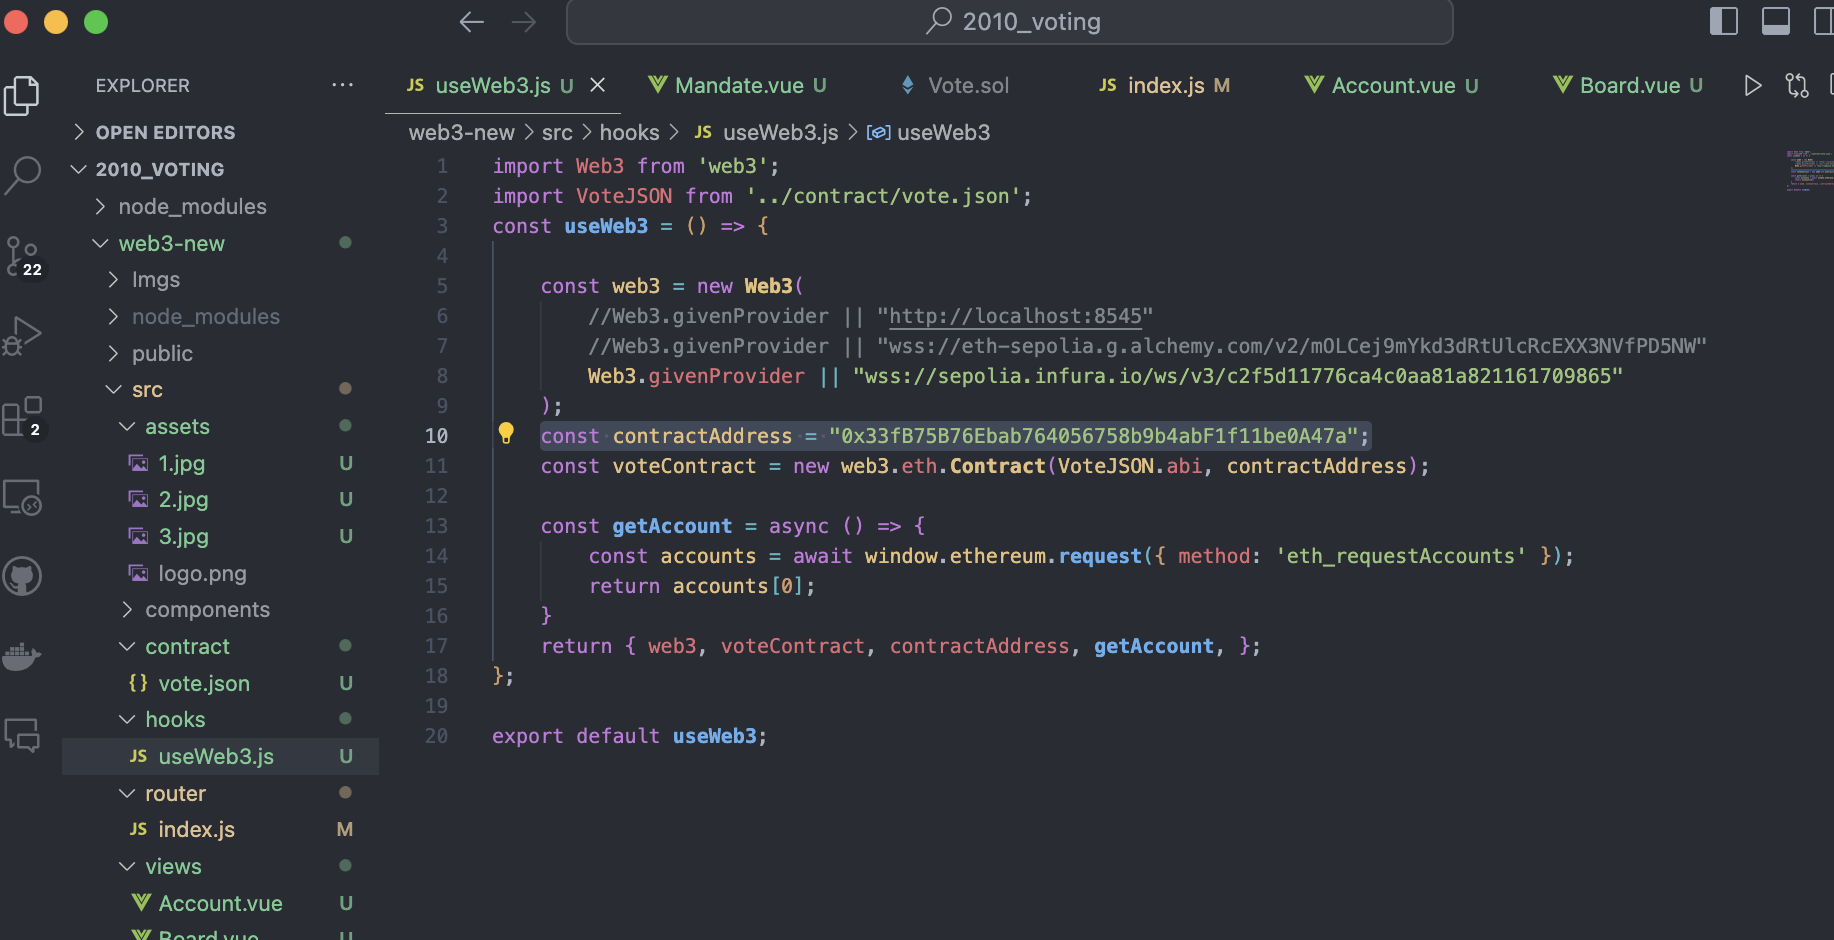 2010_voting
EXPLORER ...
OPEN EDITORS
2010_VOTING
node_modules
web3-new
Imgs
node_modules
public
src
assets
1.jpg U
2.jpg U
3.jpg U
logo.png
components
contract
{} vote.json U
hooks
JS useWeb3.js U
router
JS index.js M
views
Account.vue U
Board.vue U
22
2
JS useWeb3.js U
Mandate.vue U
Vote.sol
JS index.js M
Account.vue U
Board.vue U
web3-new > src > hooks > JS useWeb3.js > useWeb3
1 import Web3 from 'web3';
2 import VoteJSON from '../contract/vote.json';
3 const useWeb3 = () => {
4
5 const web3 = new Web3(
6 //Web3.givenProvider || "http://localhost:8545"
7 //Web3.givenProvider || "wss://eth-sepolia.g.alchemy.com/v2/mOLCej9mYkd3dRtUlcRcEXX3NVfPD5NW"
8 Web3.givenProvider || "wss://sepolia.infura.io/ws/v3/c2f5d11776ca4c0aa81a821161709865"
9 );
10 const contractAddress = "0x33fB75B76Ebab764056758b9b4abF1f11be0A47a";
11 const voteContract = new web3.eth.Contract(VoteJSON.abi, contractAddress);
12
13 const getAccount = async () => {
14 const accounts = await window.ethereum.request({ method: 'eth_requestAccounts' });
15 return accounts[0];
16 }
17 return { web3, voteContract, contractAddress, getAccount, };
18 };
19
20 export default useWeb3;